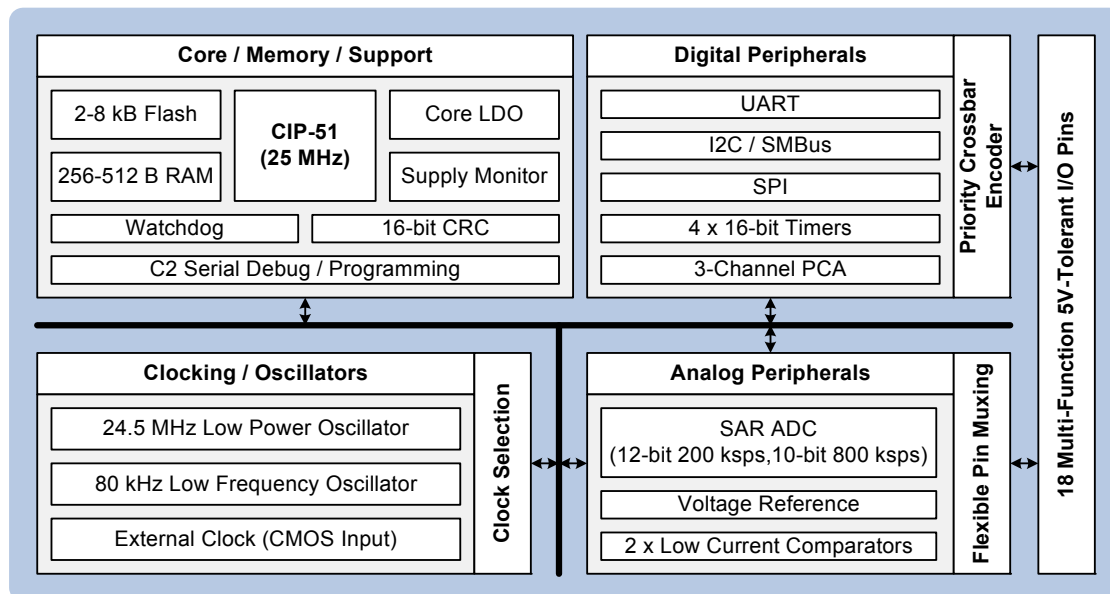 Core / Memory / Support
2-8 kB Flash
CIP-51
(25 MHz)
Core LDO
256-512 B RAM
Supply Monitor
Watchdog
16-bit CRC
C2 Serial Debug / Programming
Digital Peripherals
UART
I2C / SMBus
SPI
4 x 16-bit Timers
3-Channel PCA
Priority Crossbar
Encoder
18 Multi-Function 5V-Tolerant I/O Pins
Clocking / Oscillators
24.5 MHz Low Power Oscillator
80 kHz Low Frequency Oscillator
External Clock (CMOS Input)
Clock Selection
Analog Peripherals
SAR ADC
(12-bit 200 ksps,10-bit 800 ksps)
Voltage Reference
2 x Low Current Comparators
Flexible Pin Muxing